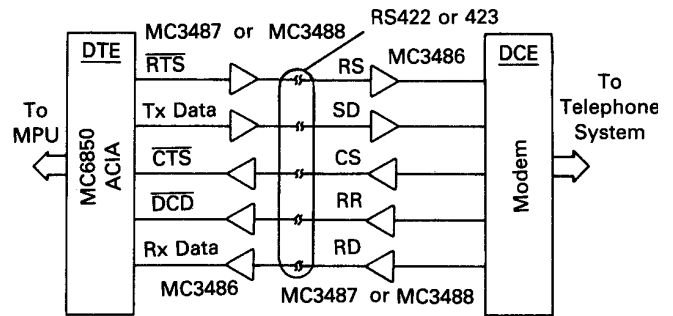 RS422 or 423
MC3487 or MC3488
DTE
RTS
RS
MC3486
DCE
To
MPU
Tx Data
SD
To
Telephone
System
MC6850
ACIA
CTS
CS
Modem
DCD
RR
Rx Data
RD
MC3486
MC3487 or MC3488